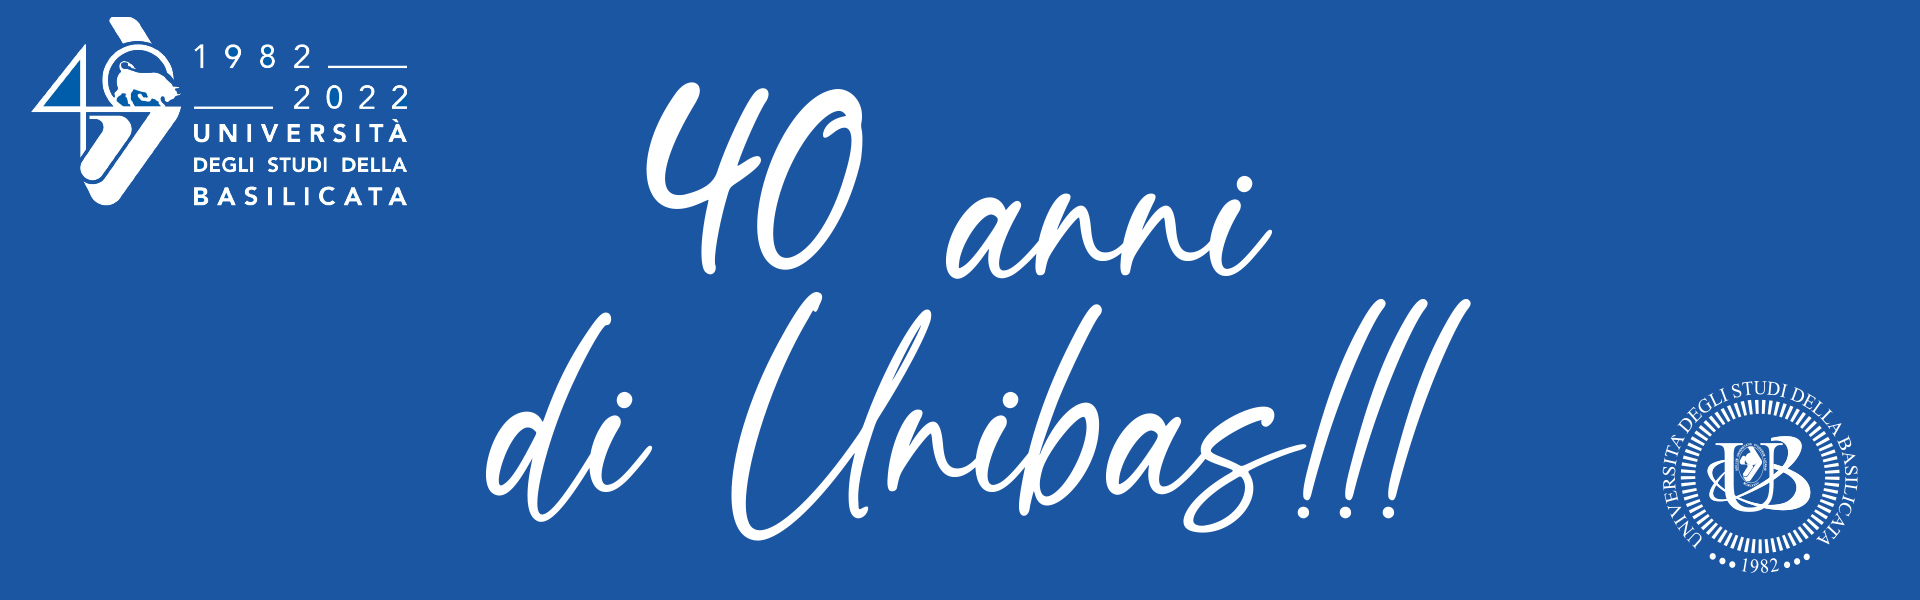 1982
2022
UNIVERSITÀ
DEGLI STUDI DELLA
BASILICATA
40 anni
di Unibas!!!
UNIVERSITÀ DEGLI STUDI DELLA BASILICATA
UB
1982